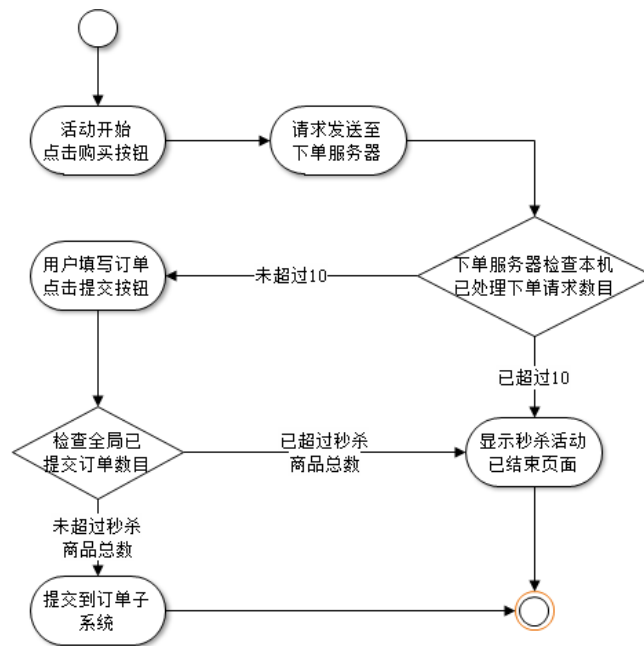 活动开始
点击购买按钮
请求发送至
下单服务器
用户填写订单
点击提交按钮
未超过10
下单服务器检查本机
已处理下单请求数目
已超过10
检查全局已
提交订单数目
已超过秒杀
商品总数
显示秒杀活动
已结束页面
未超过秒杀
商品总数
提交到订单子
系统